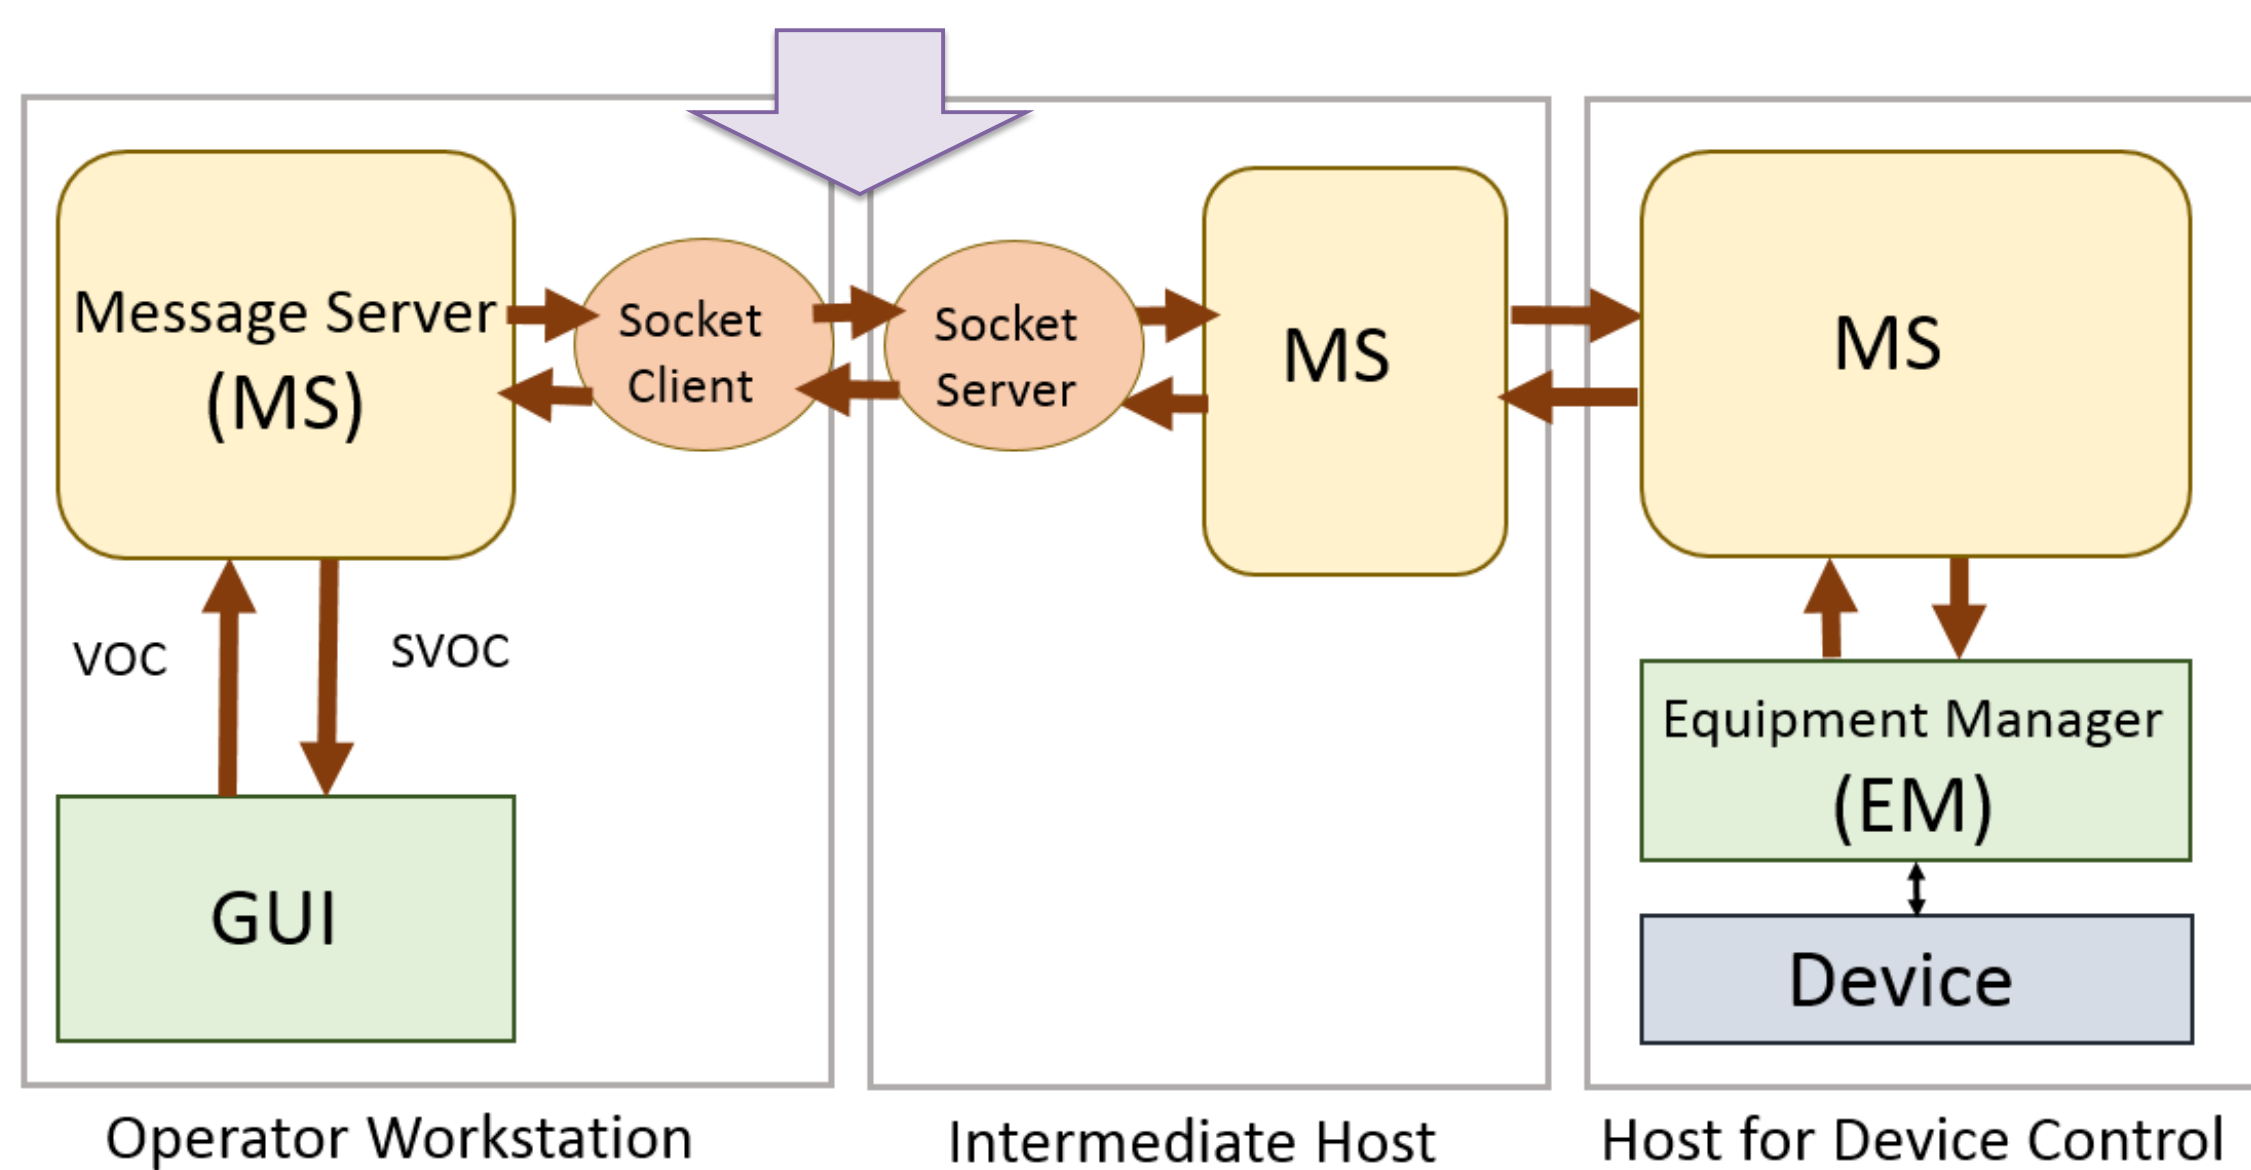 Message Server
(MS)
Socket
Client
Socket
Server
MS
MS
VOC
SVOC
GUI
Equipment Manager
(EM)
Device
Operator Workstation
Intermediate Host
Host for Device Control